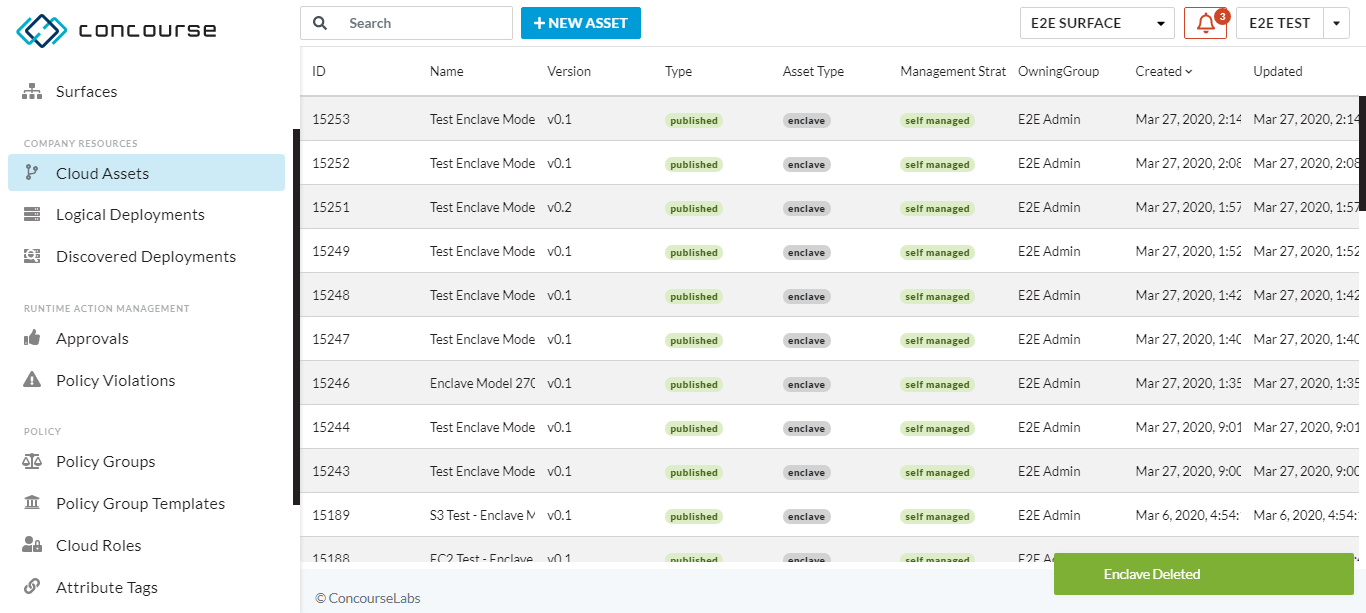 concourse
Search
+ NEW ASSET
E2E SURFACE
3
E2E TEST
Surfaces
COMPANY RESOURCES
Cloud Assets
Logical Deployments
Discovered Deployments
RUNTIME ACTION MANAGEMENT
Approvals
Policy Violations
POLICY
Policy Groups
Policy Group Templates
Cloud Roles
Attribute Tags
ID Name Version Type Asset Type Management Strat OwningGroup Created Updated
15253 Test Enclave Mode v0.1 published enclave self managed E2E Admin Mar 27, 2020, 2:14 Mar 27, 2020, 2:14
15252 Test Enclave Mode v0.1 published enclave self managed E2E Admin Mar 27, 2020, 2:08 Mar 27, 2020, 2:08
15251 Test Enclave Mode v0.2 published enclave self managed E2E Admin Mar 27, 2020, 1:57 Mar 27, 2020, 1:57
15249 Test Enclave Mode v0.1 published enclave self managed E2E Admin Mar 27, 2020, 1:52 Mar 27, 2020, 1:52
15248 Test Enclave Mode v0.1 published enclave self managed E2E Admin Mar 27, 2020, 1:42 Mar 27, 2020, 1:42
15247 Test Enclave Mode v0.1 published enclave self managed E2E Admin Mar 27, 2020, 1:40 Mar 27, 2020, 1:40
15246 Enclave Model 270 v0.1 published enclave self managed E2E Admin Mar 27, 2020, 1:35 Mar 27, 2020, 1:35
15244 Test Enclave Mode v0.1 published enclave self managed E2E Admin Mar 27, 2020, 9:01 Mar 27, 2020, 9:01
15243 Test Enclave Mode v0.1 published enclave self managed E2E Admin Mar 27, 2020, 9:00 Mar 27, 2020, 9:00
15189 S3 Test - Enclave M v0.1 published enclave self managed E2E Admin Mar 6, 2020, 4:54: Mar 6, 2020, 4:54:
15188 EC2 Test - Enclave v0.1 published enclave self managed E2E
Enclave Deleted
© ConcourseLabs